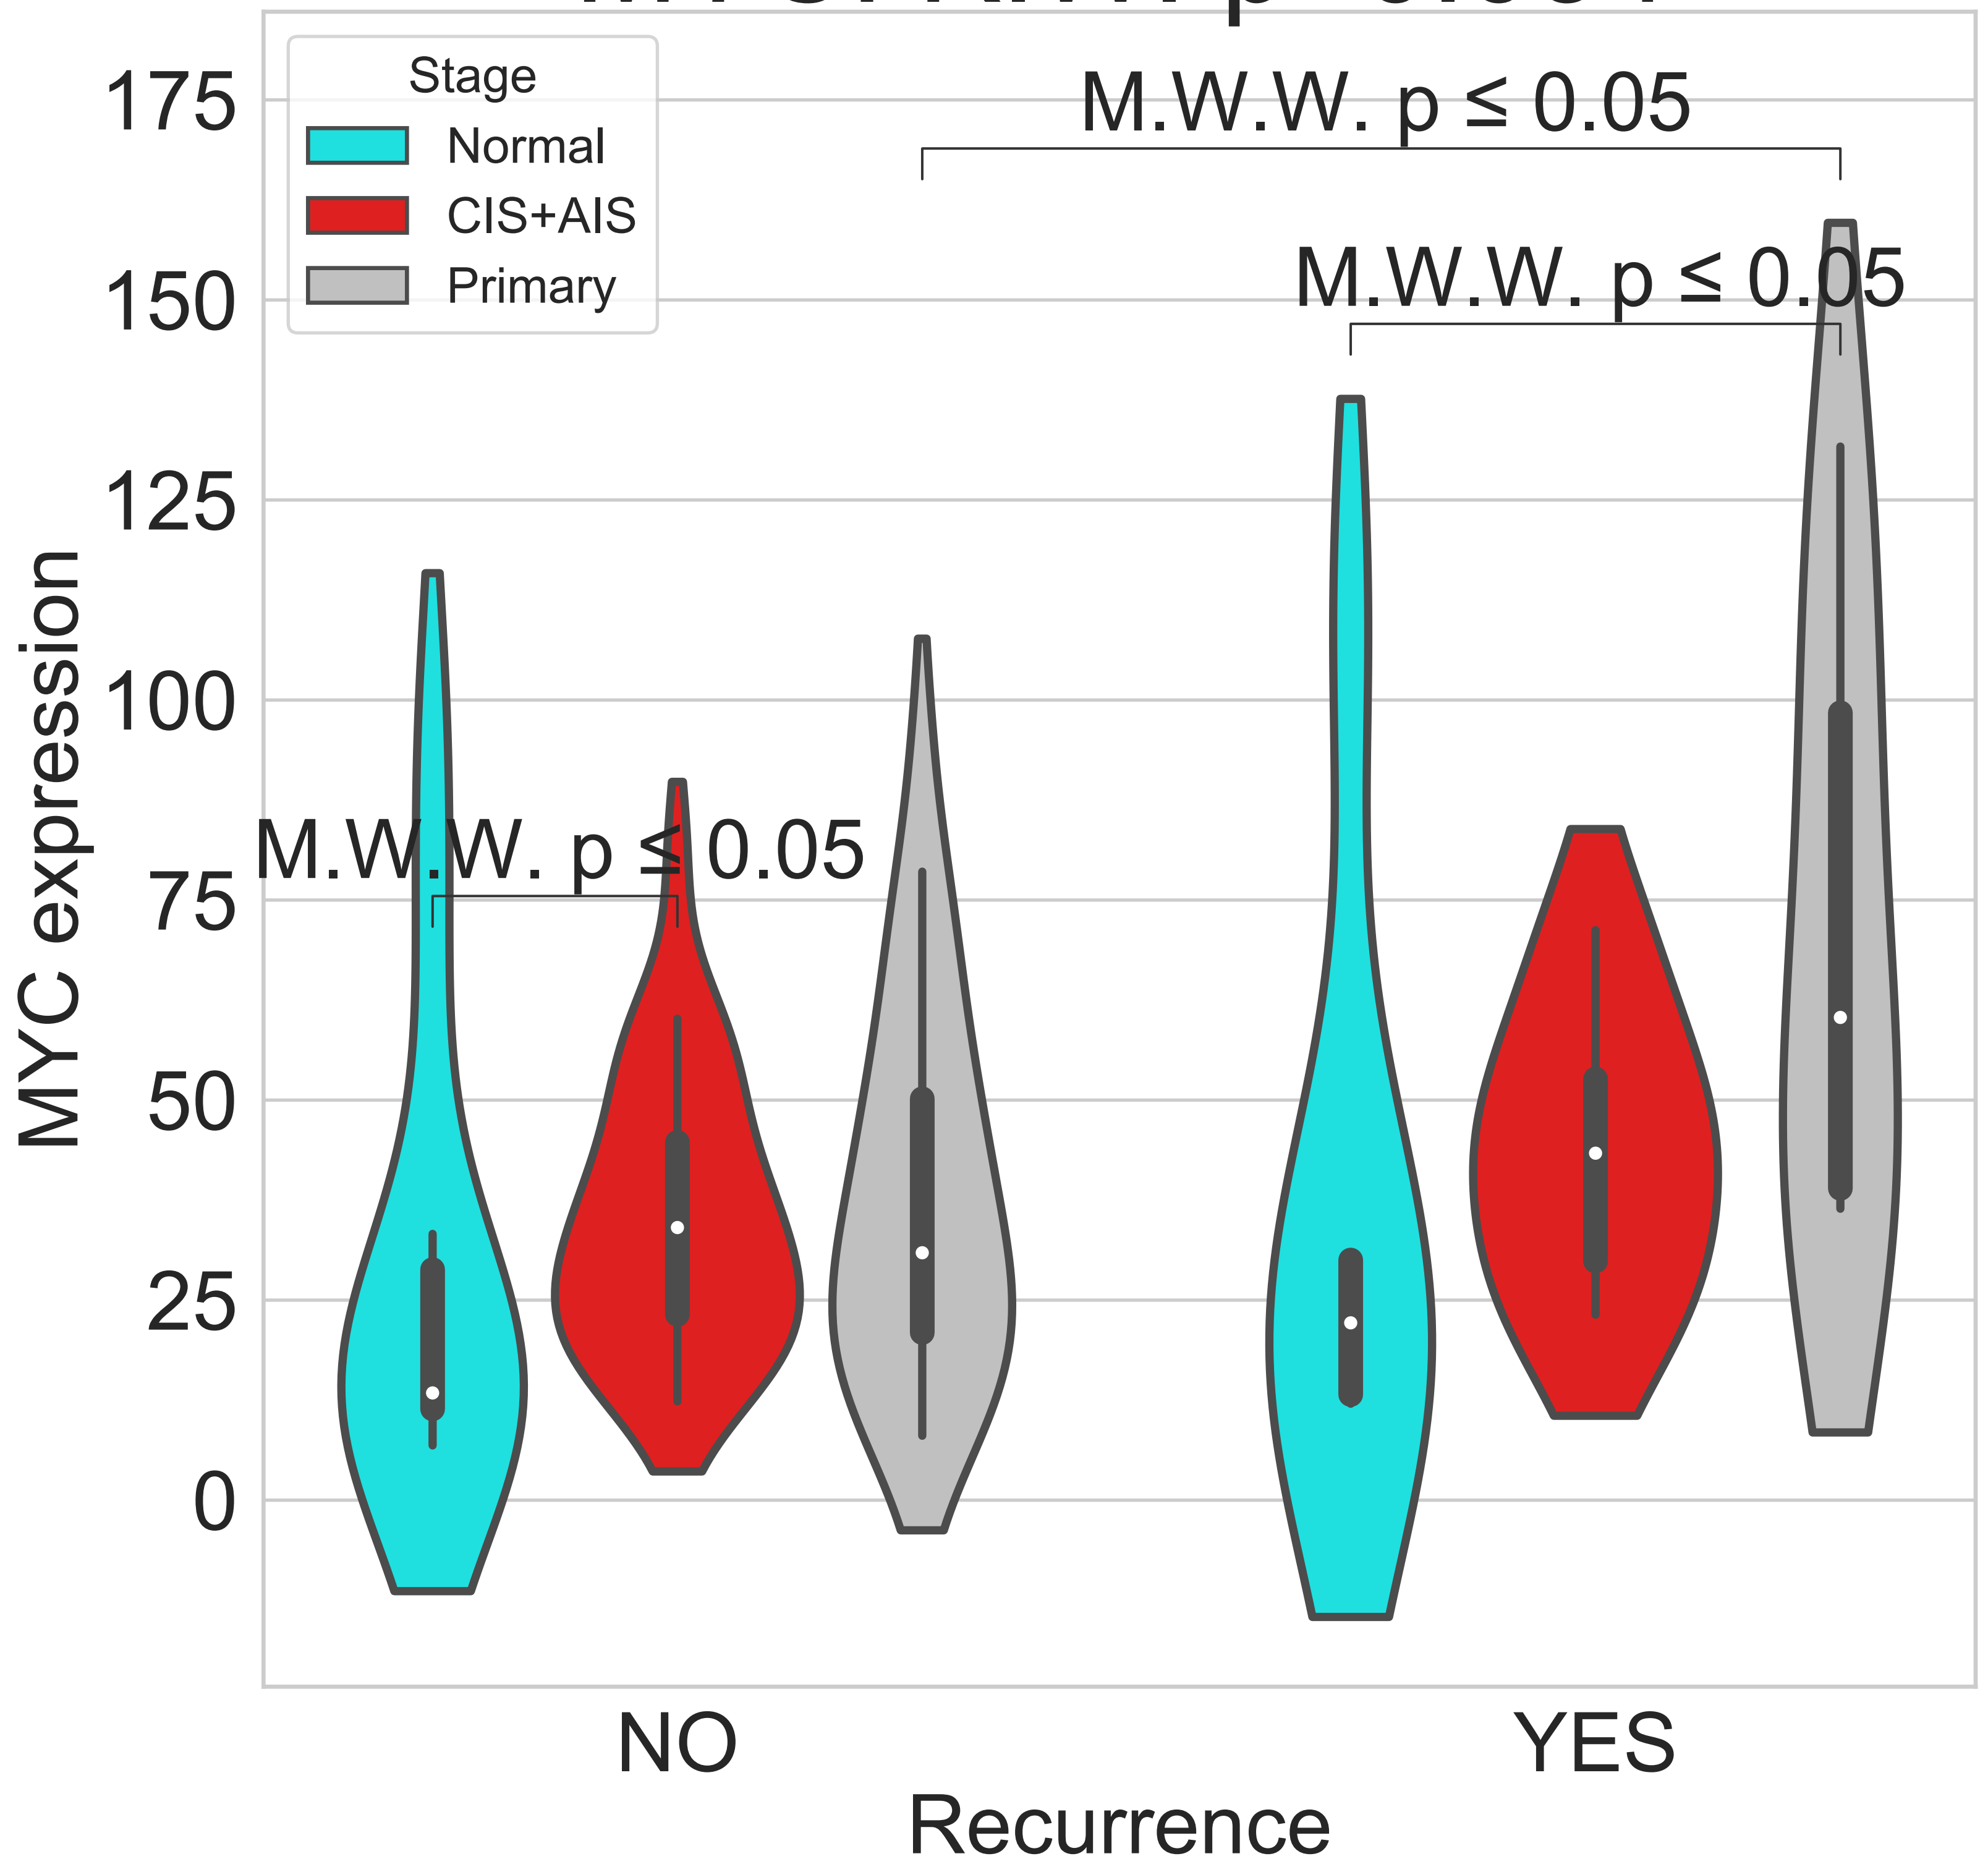 Stage
Normal
CIS+AIS
Primary
M.W.W. p ≤ 0.05
M.W.W. p ≤ 0.05
M.W.W. p ≤ 0.05
175
150
125
100
75
50
25
0
MYC expression
NO
YES
Recurrence